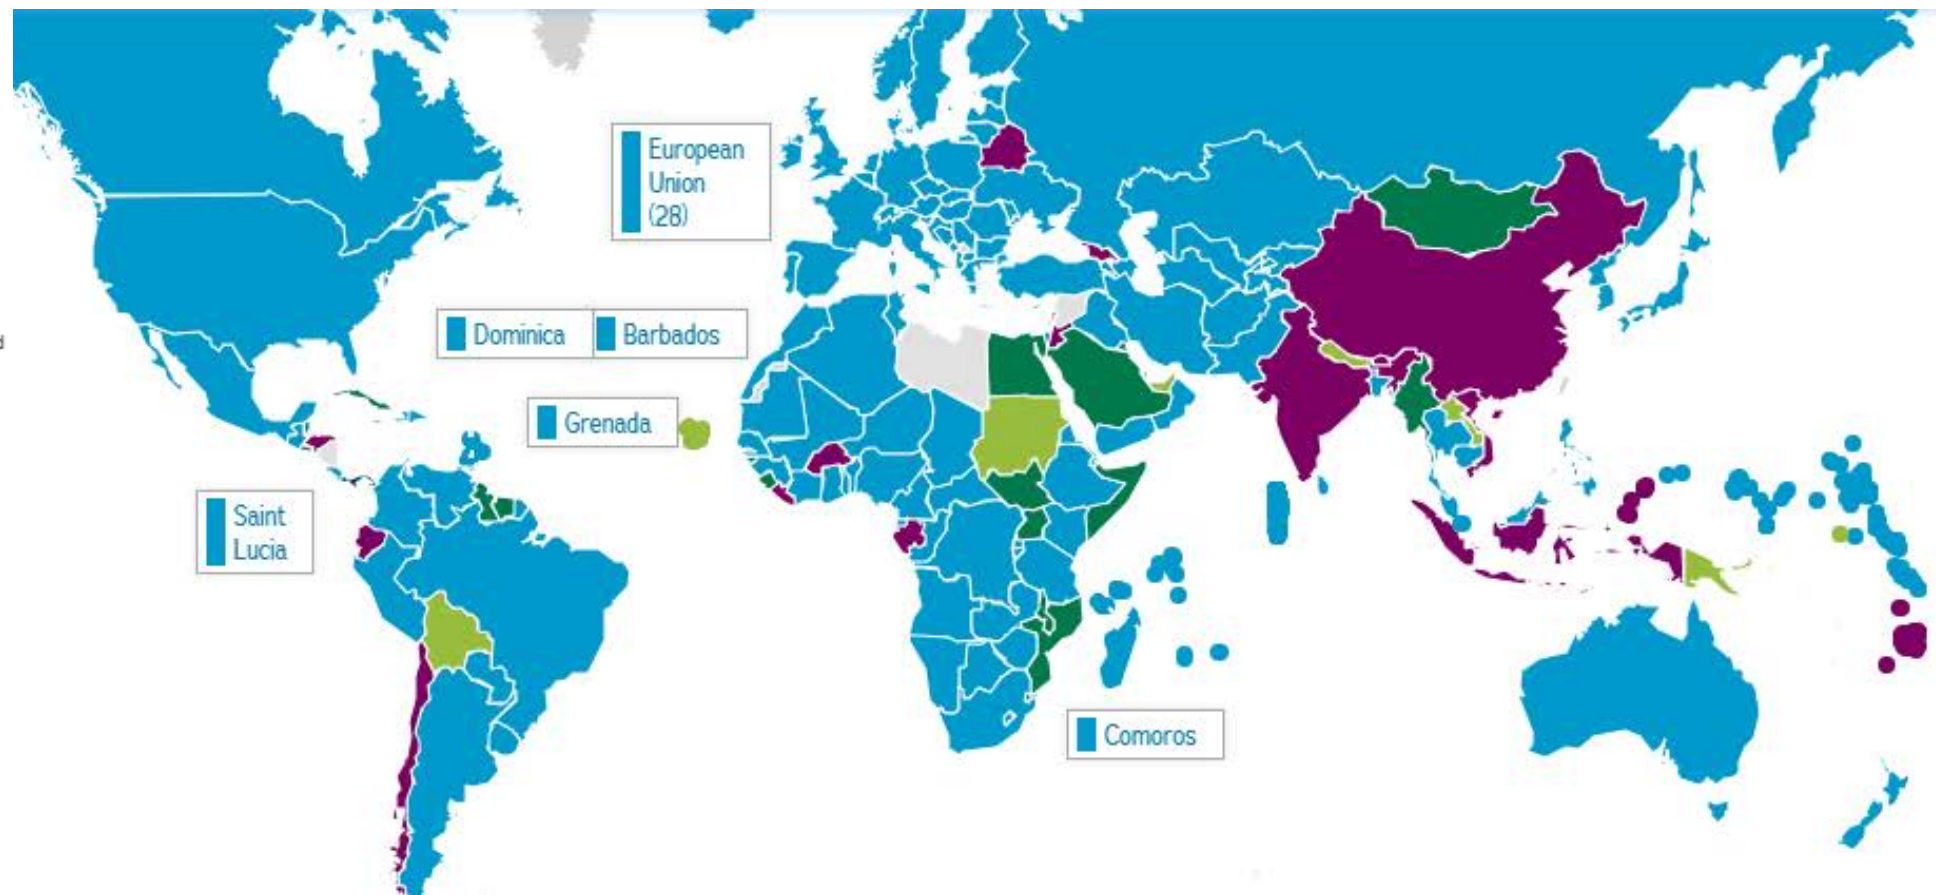 European
Union
(28)
Dominica
Barbados
Grenada
Saint
Lucia
Comoros